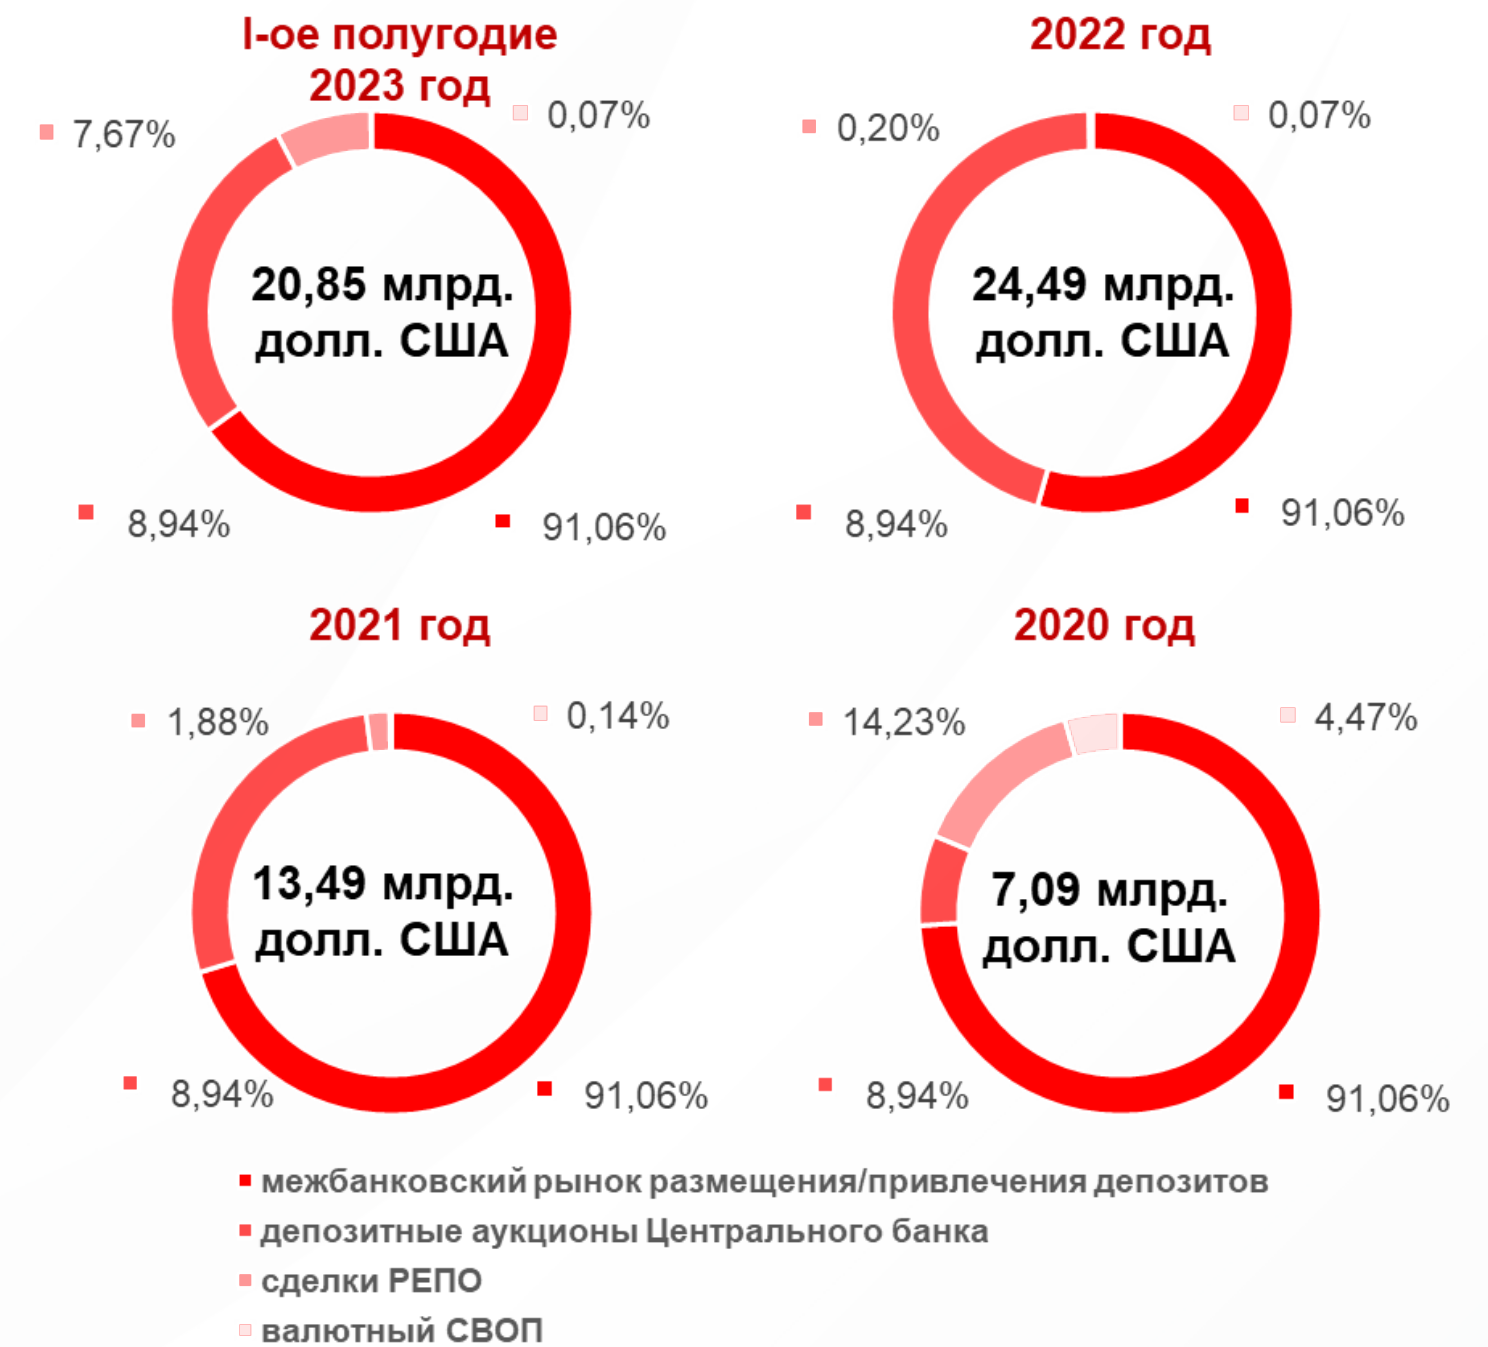 I-ое полугодие
2023 год
7,67%
0,07%
20,85 млрд.
долл. США
8,94%
91,06%
2022 год
0,20%
0,07%
24,49 млрд.
долл. США
8,94%
91,06%
2021 год
1,88%
0,14%
13,49 млрд.
долл. США
8,94%
91,06%
2020 год
14,23%
4,47%
7,09 млрд.
долл. США
8,94%
91,06%
межбанковский рынок размещения/привлечения депозитов
депозитные аукционы Центрального банка
сделки РЕПО
валютный СВОП